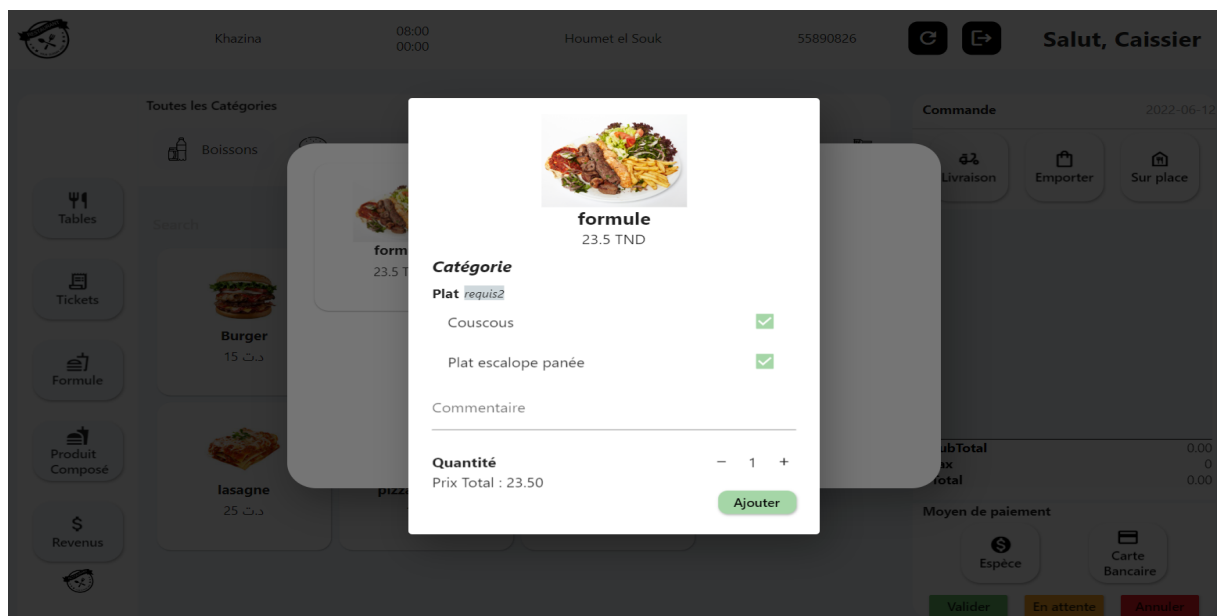 Khazina
08:00
00:00
Houmet el Souk
55890826
Salut, Caissier
Toutes les Catégories
Boissons
Search
Tables
Tickets
Formule
Produit
Composé
$
Revenus
Burger
15 د.ت
lasagne
25 د.ت
form
23.5 T
pizz
formule
23.5 TND
Catégorie
Plat requis2
Couscous
Plat escalope panée
Commentaire
Quantité
− 1 +
Prix Total : 23.50
Ajouter
Commande
2022-06-12
Livraison
Emporter
Sur place
ubTotal 0.00
ax 0
Total 0.00
Moyen de paiement
Espèce
Carte
Bancaire
Valider
En attente
Annuler